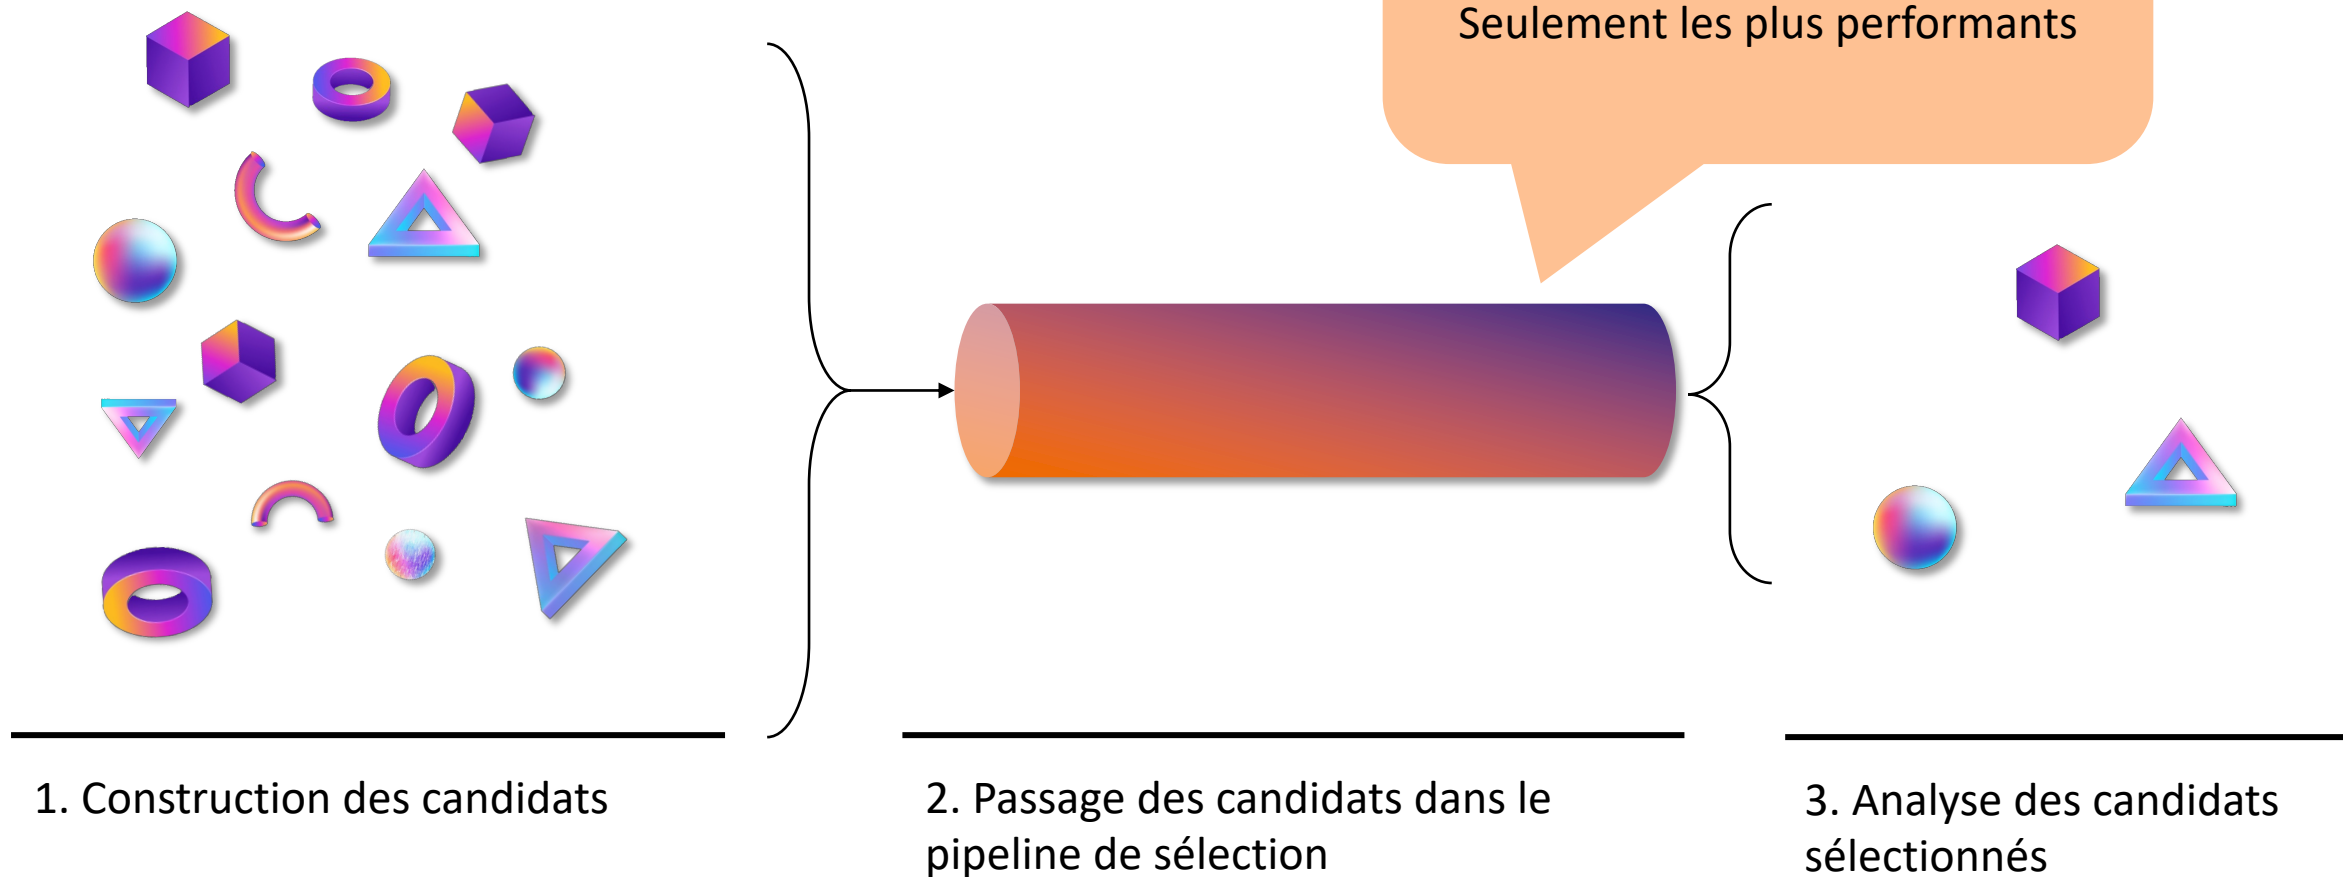 Seulement les plus performants
1. Construction des candidats
2. Passage des candidats dans le
pipeline de sélection
3. Analyse des candidats
sélectionnés